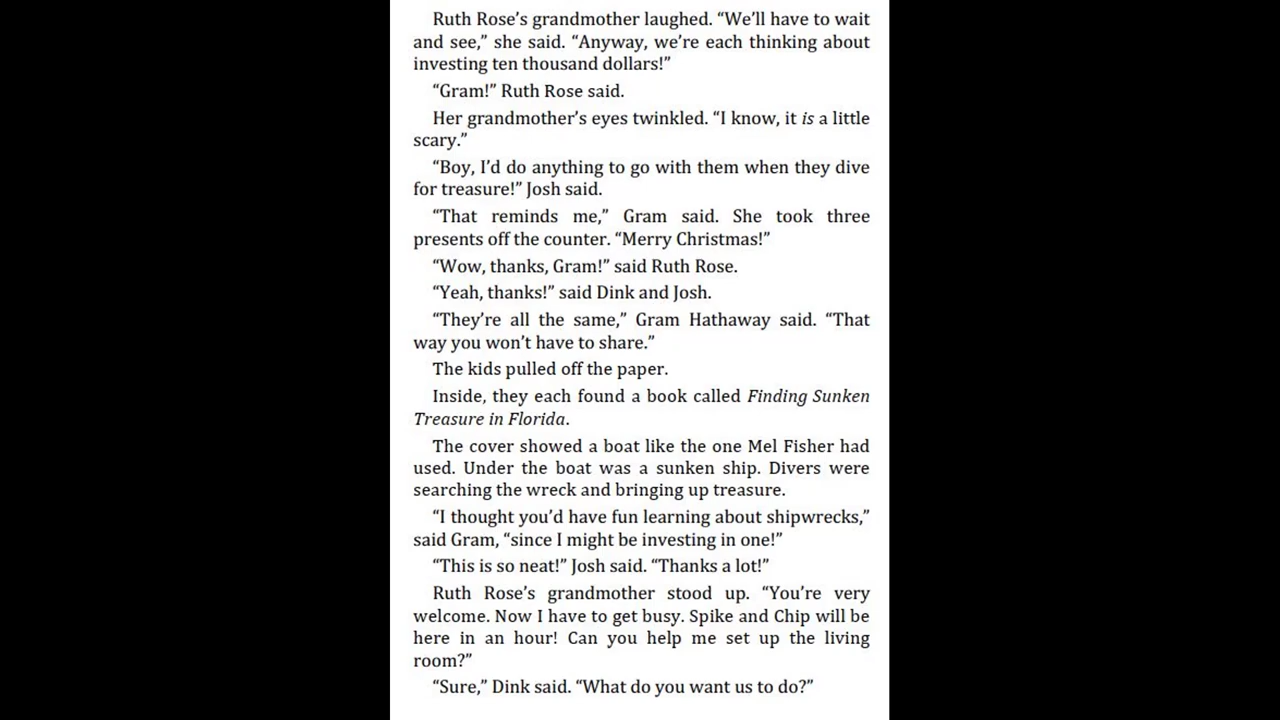 Ruth Rose’s grandmother laughed. “We’ll have to wait
and see,” she said. “Anyway, we’re each thinking about
investing ten thousand dollars!”
“Gram!” Ruth Rose said.
Her grandmother’s eyes twinkled. “I know, it is a little
scary.”
“Boy, I’d do anything to go with them when they dive
for treasure!” Josh said.
“That reminds me,” Gram said. She took three
presents off the counter. “Merry Christmas!”
“Wow, thanks, Gram!” said Ruth Rose.
“Yeah, thanks!” said Dink and Josh.
“They’re all the same,” Gram Hathaway said. “That
way you won’t have to share.”
The kids pulled off the paper.
Inside, they each found a book called Finding Sunken
Treasure in Florida.
The cover showed a boat like the one Mel Fisher had
used. Under the boat was a sunken ship. Divers were
searching the wreck and bringing up treasure.
“I thought you’d have fun learning about shipwrecks,”
said Gram, “since I might be investing in one!”
“This is so neat!” Josh said. “Thanks a lot!”
Ruth Rose’s grandmother stood up. “You’re very
welcome. Now I have to get busy. Spike and Chip will be
here in an hour! Can you help me set up the living
room?”
“Sure,” Dink said. “What do you want us to do?”